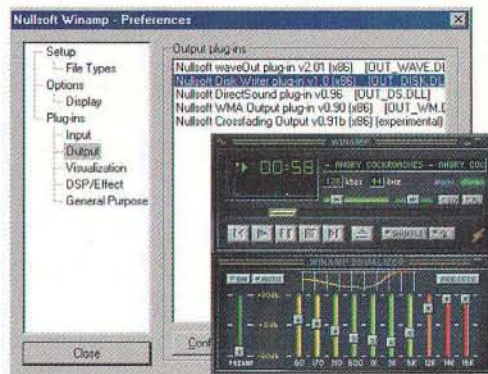 Nullsoft Winamp - Preferences
Setup
File Types
Options
Display
Plug-ins
Input
Output
Visualization
DSP/Effect
General Purpose
Close
Output plug-ins
Nullsoft waveOut plug-in v2.01 (x86) [OUT_WAVE.DL
Nullsoft Disk Writer plug-in v1.0 (x86) [OUT_DISK.DL
Nullsoft DirectSound plug-in v0.96 [OUT_DS.DLL]
Nullsoft WMA Output plug-in v0.90 (x86) [OUT_WM.D
Nullsoft Crossfading Output v0.91b (x86) (experimental)
Conf
WINAMP
00:58
- ANGRY COCKROACHES - ANGRY COC
128 kbps 44 kHz
stereo
SHUFFLE
WINAMP EQUALIZER
ON AUTO PRESETS
+20db
+0db
-20db
PREAMP 60 170 310 600 1K 3K 6K 12K 14K 16K